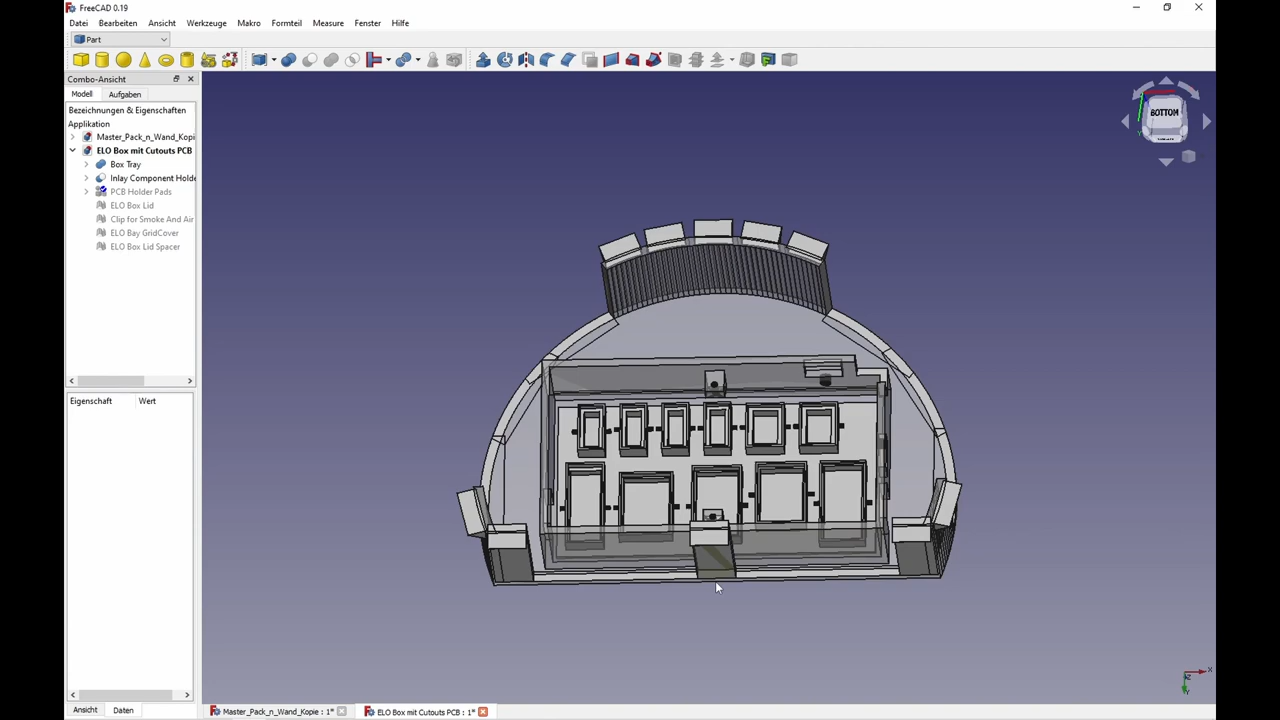 FreeCAD 0.19
Datei Bearbeiten Ansicht Werkzeuge Makro Formteil Measure Fenster Hilfe
Part
Combo-Ansicht
Modell Aufgaben
Bezeichnungen & Eigenschaften
Applikation
Master_Pack_n_Wand_Kopi
ELO Box mit Cutouts PCB
Box Tray
Inlay Component Holde
PCB Holder Pads
ELO Box Lid
Clip for Smoke And Air
ELO Bay GridCover
ELO Box Lid Spacer
BOTTOM
Eigenschaft Wert
Ansicht Daten
Master_Pack_n_Wand_Kopie : 1*
ELO Box mit Cutouts PCB : 1*